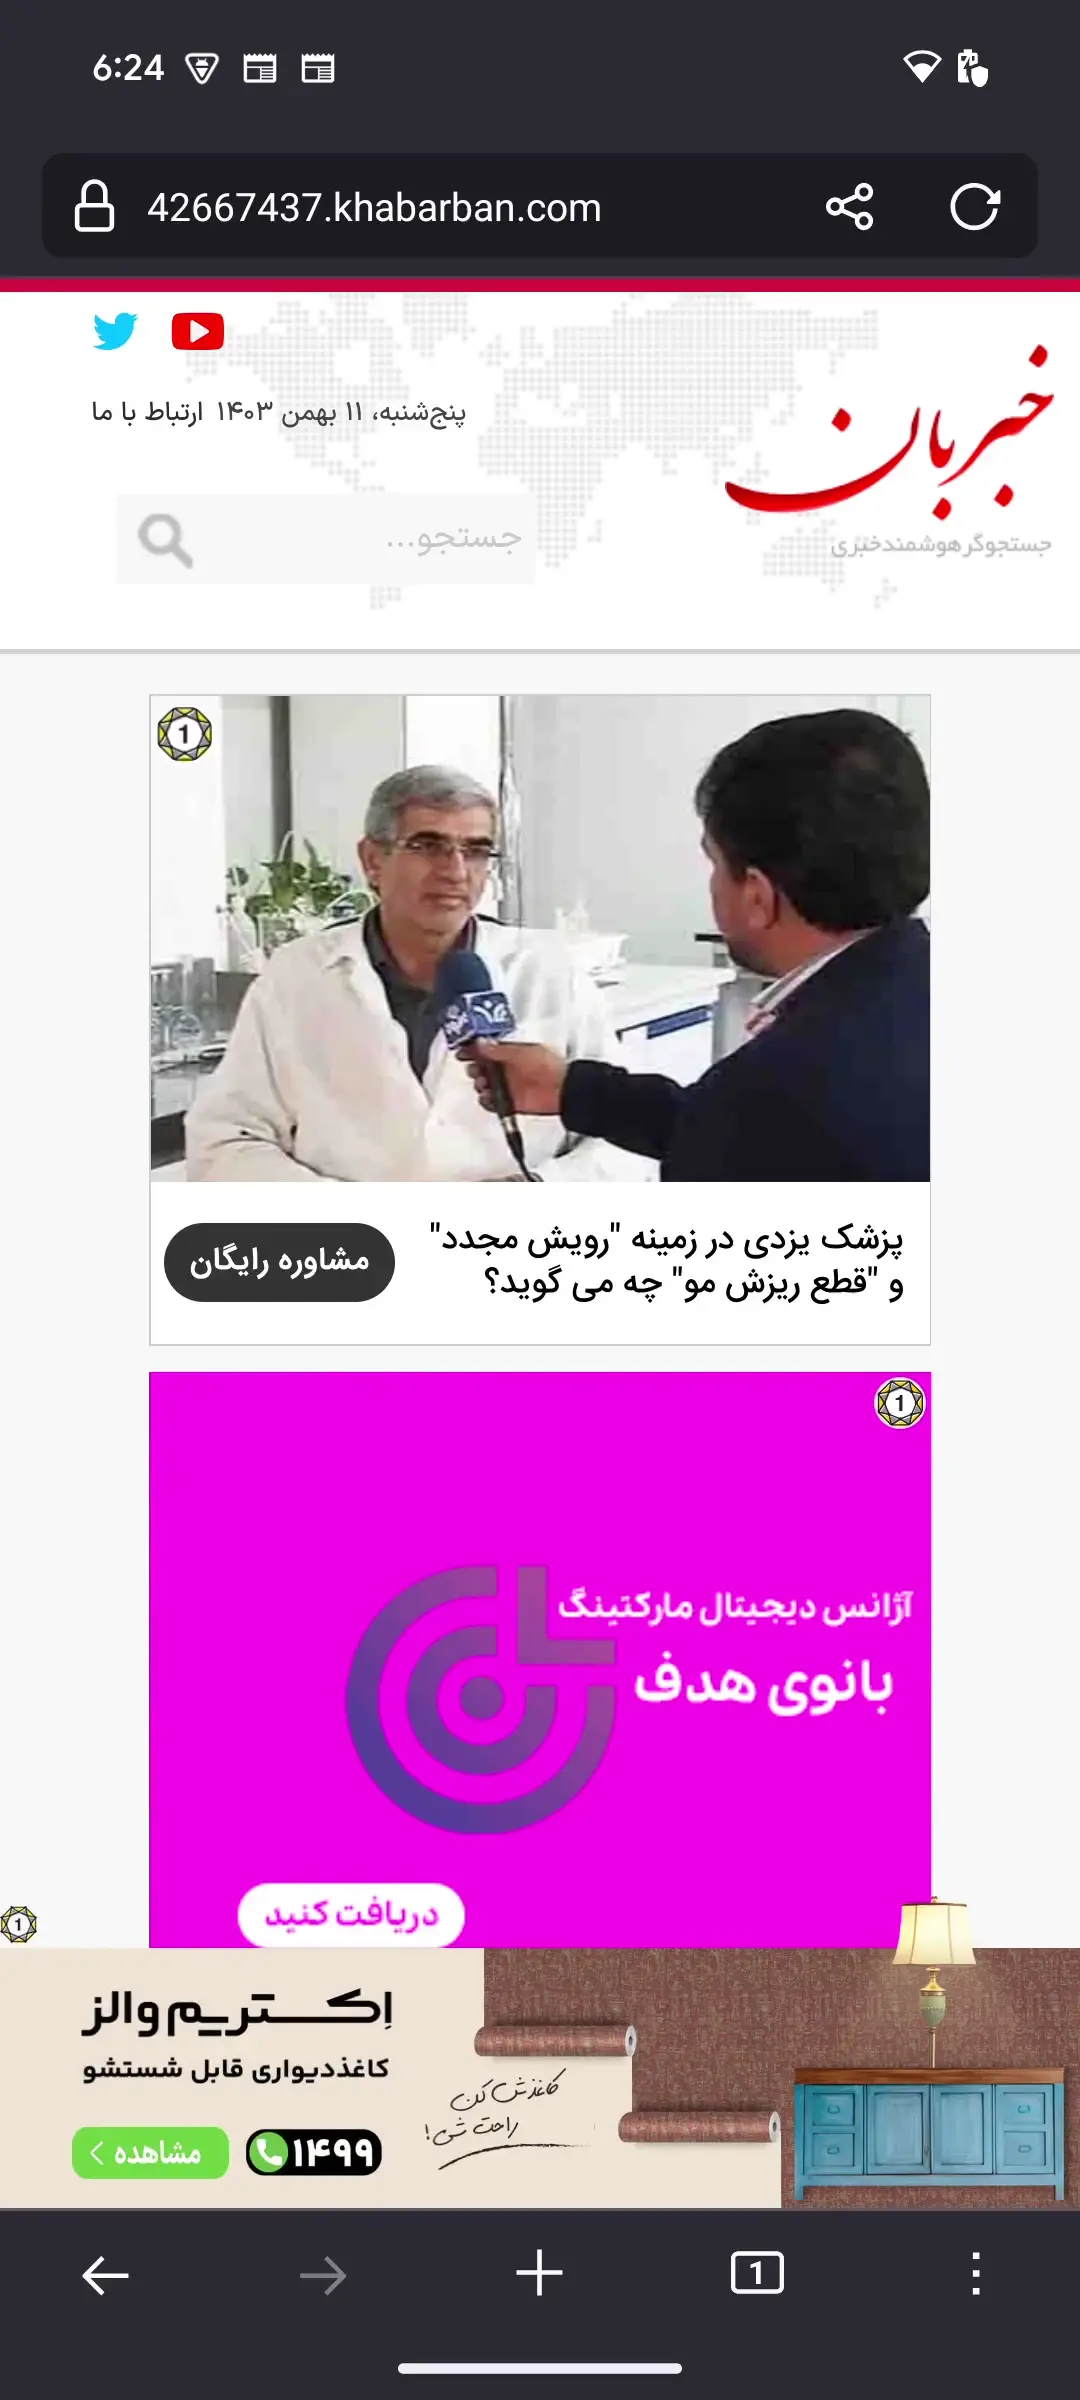 6:24
42667437.khabarban.com
خبربان
جستجوگر هوشمند خبری
پنج‌شنبه، ۱۱ بهمن ۱۴۰۳ ارتباط با ما
جستجو...
1
پزشک یزدی در زمینه "رویش مجدد"
و "قطع ریزش مو" چه می گوید؟
مشاوره رایگان
1
آژانس دیجیتال مارکتینگ
بانوی هدف
دریافت کنید
1
اکستریم والز
کاغذدیواری قابل شستشو
کاغذش کن
راحت شی!
۱۴۹۹
مشاهده
1